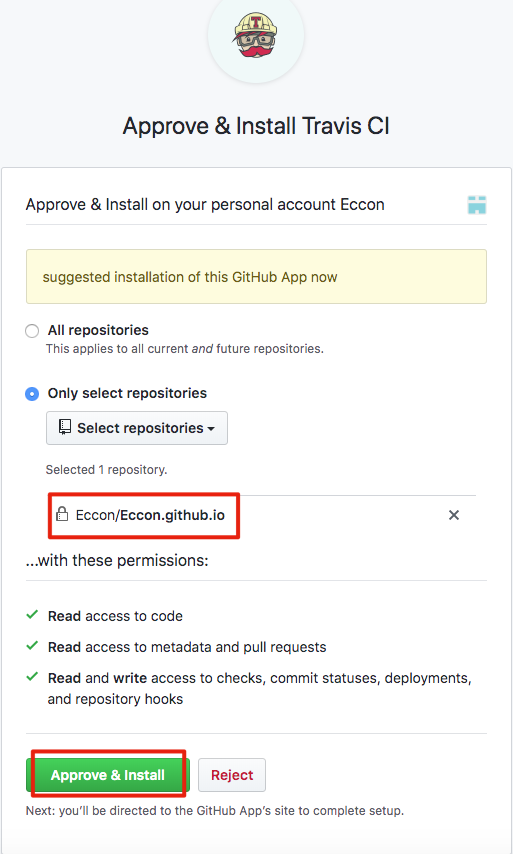 T
Approve & Install Travis CI
Approve & Install on your personal account Eccon
suggested installation of this GitHub App now
All repositories
This applies to all current and future repositories.
Only select repositories
Select repositories
Selected 1 repository.
Eccon/Eccon.github.io
...with these permissions:
Read access to code
Read access to metadata and pull requests
Read and write access to checks, commit statuses, deployments,
and repository hooks
Approve & Install Reject
Next: you'll be directed to the GitHub App's site to complete setup.